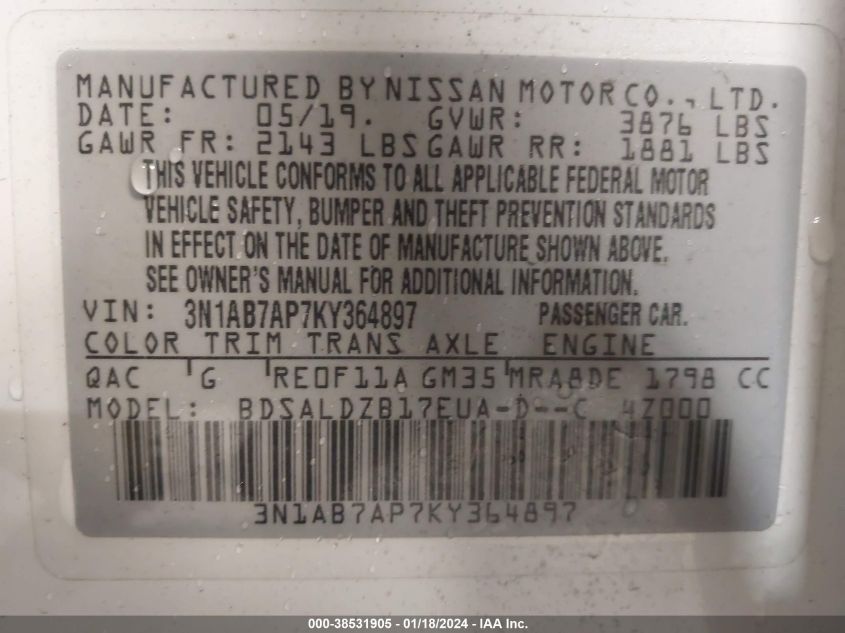 MANUFACTURED BY NISSAN MOTOR CO., LTD.
DATE: 05/19. GVWR: 3876 LBS
GAWR FR: 2143 LBS GAWR RR: 1881 LBS
THIS VEHICLE CONFORMS TO ALL APPLICABLE FEDERAL MOTOR
VEHICLE SAFETY, BUMPER AND THEFT PREVENTION STANDARDS
IN EFFECT ON THE DATE OF MANUFACTURE SHOWN ABOVE.
SEE OWNER'S MANUAL FOR ADDITIONAL INFORMATION.
VIN: 3N1AB7AP7KY364897 PASSENGER CAR.
COLOR TRIM TRANS AXLE ENGINE
QAC G RE0F11A GM35 MRA8DE 1798 CC
MODEL: BDSALDZB17EUA-D--C 4Z000
3N1AB7AP7KY364897
000-38531905 - 01/18/2024 - IAA Inc.